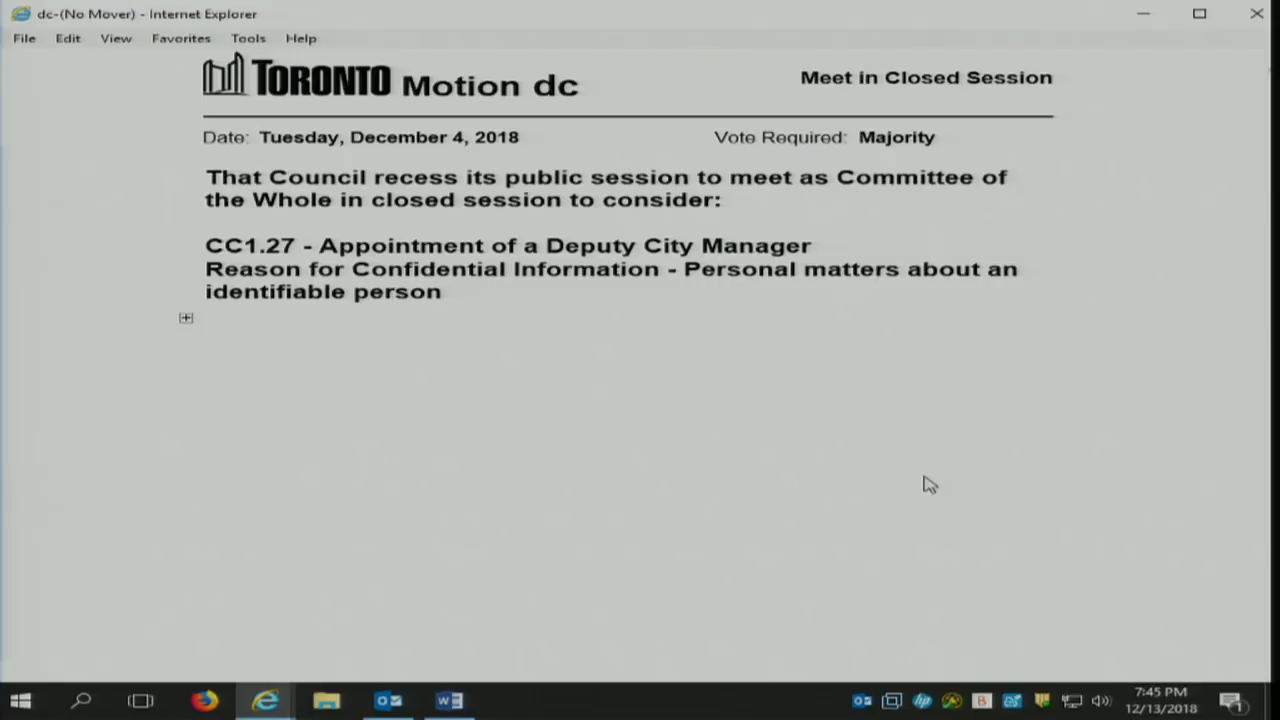 dc-(No Mover) - Internet Explorer
File Edit View Favorites Tools Help
TORONTO Motion dc
Meet in Closed Session
Date: Tuesday, December 4, 2018
Vote Required: Majority
That Council recess its public session to meet as Committee of
the Whole in closed session to consider:
CC1.27 - Appointment of a Deputy City Manager
Reason for Confidential Information - Personal matters about an
identifiable person
7:45 PM
12/13/2018